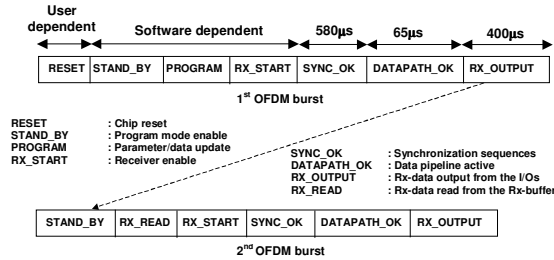 User dependent
Software dependent
580µs
65µs
400µs
RESET STAND_BY PROGRAM RX_START SYNC_OK DATAPATH_OK RX_OUTPUT
1st OFDM burst
RESET : Chip reset
STAND_BY : Program mode enable
PROGRAM : Parameter/data update
RX_START : Receiver enable
SYNC_OK : Synchronization sequences
DATAPATH_OK : Data pipeline active
RX_OUTPUT : Rx-data output from the I/Os
RX_READ : Rx-data read from the Rx-buffer
STAND_BY RX_READ RX_START SYNC_OK DATAPATH_OK RX_OUTPUT
2nd OFDM burst